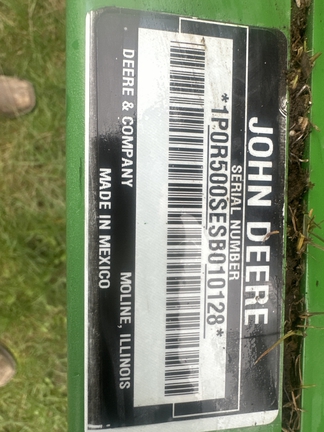 JOHN DEERE
SERIAL NUMBER
*1P0R500SESB010128*
DEERE & COMPANY MOLINE, ILLINOIS
MADE IN MEXICO